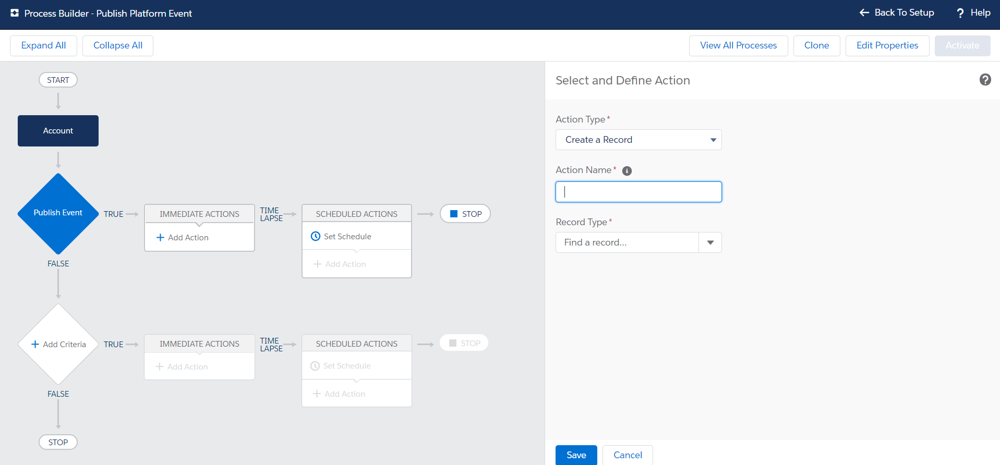 Process Builder - Publish Platform Event
Back To Setup
? Help
Expand All
Collapse All
View All Processes
Clone
Edit Properties
Activate
START
Account
Publish Event
TRUE
IMMEDIATE ACTIONS
+ Add Action
TIME
LAPSE
SCHEDULED ACTIONS
Set Schedule
+ Add Action
STOP
FALSE
+ Add Criteria
TRUE
IMMEDIATE ACTIONS
+ Add Action
TIME
LAPSE
SCHEDULED ACTIONS
Set Schedule
+ Add Action
STOP
FALSE
STOP
Select and Define Action
?
Action Type*
Create a Record
Action Name* i
Record Type*
Find a record...
Save
Cancel